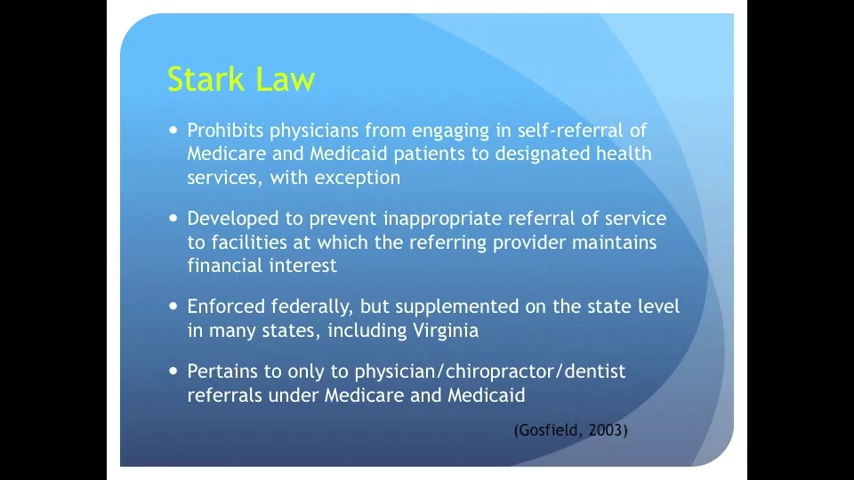 Stark Law
• Prohibits physicians from engaging in self-referral of
Medicare and Medicaid patients to designated health
services, with exception
• Developed to prevent inappropriate referral of service
to facilities at which the referring provider maintains
financial interest
• Enforced federally, but supplemented on the state level
in many states, including Virginia
• Pertains to only to physician/chiropractor/dentist
referrals under Medicare and Medicaid
(Gosfield, 2003)